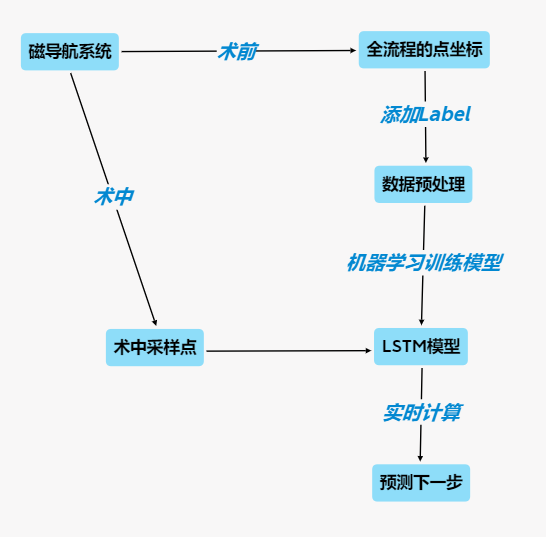 磁导航系统
术前
全流程的点坐标
添加Label
数据预处理
术中
机器学习训练模型
术中采样点
LSTM模型
实时计算
预测下一步